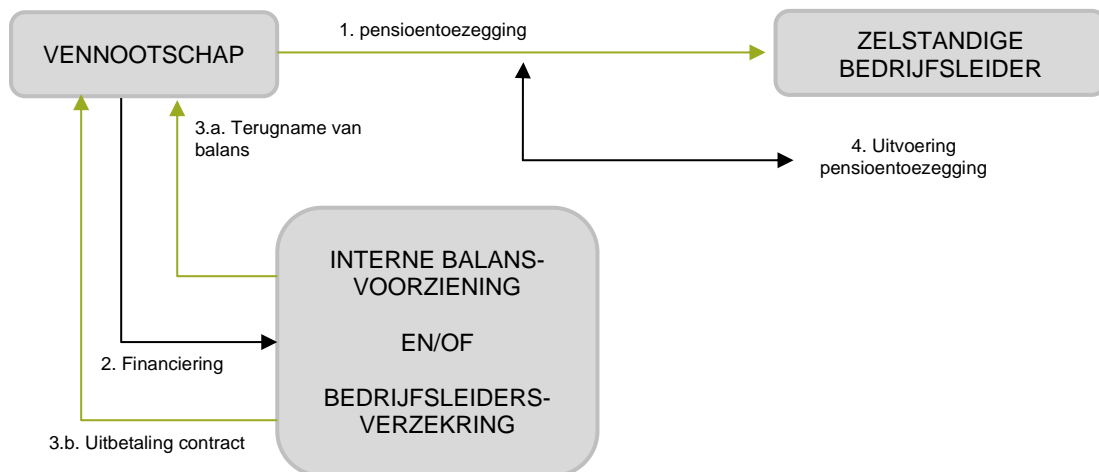 1. pensioentoezegging
VENNOOTSCHAP
ZELSTANDIGE
BEDRIJFSLEIDER
3.a. Terugname van
balans
4. Uitvoering
pensioentoezegging
INTERNE BALANS-
VOORZIENING
EN/OF
BEDRIJFSLEIDERS-
VERZEKRING
2. Financiering
3.b. Uitbetaling contract